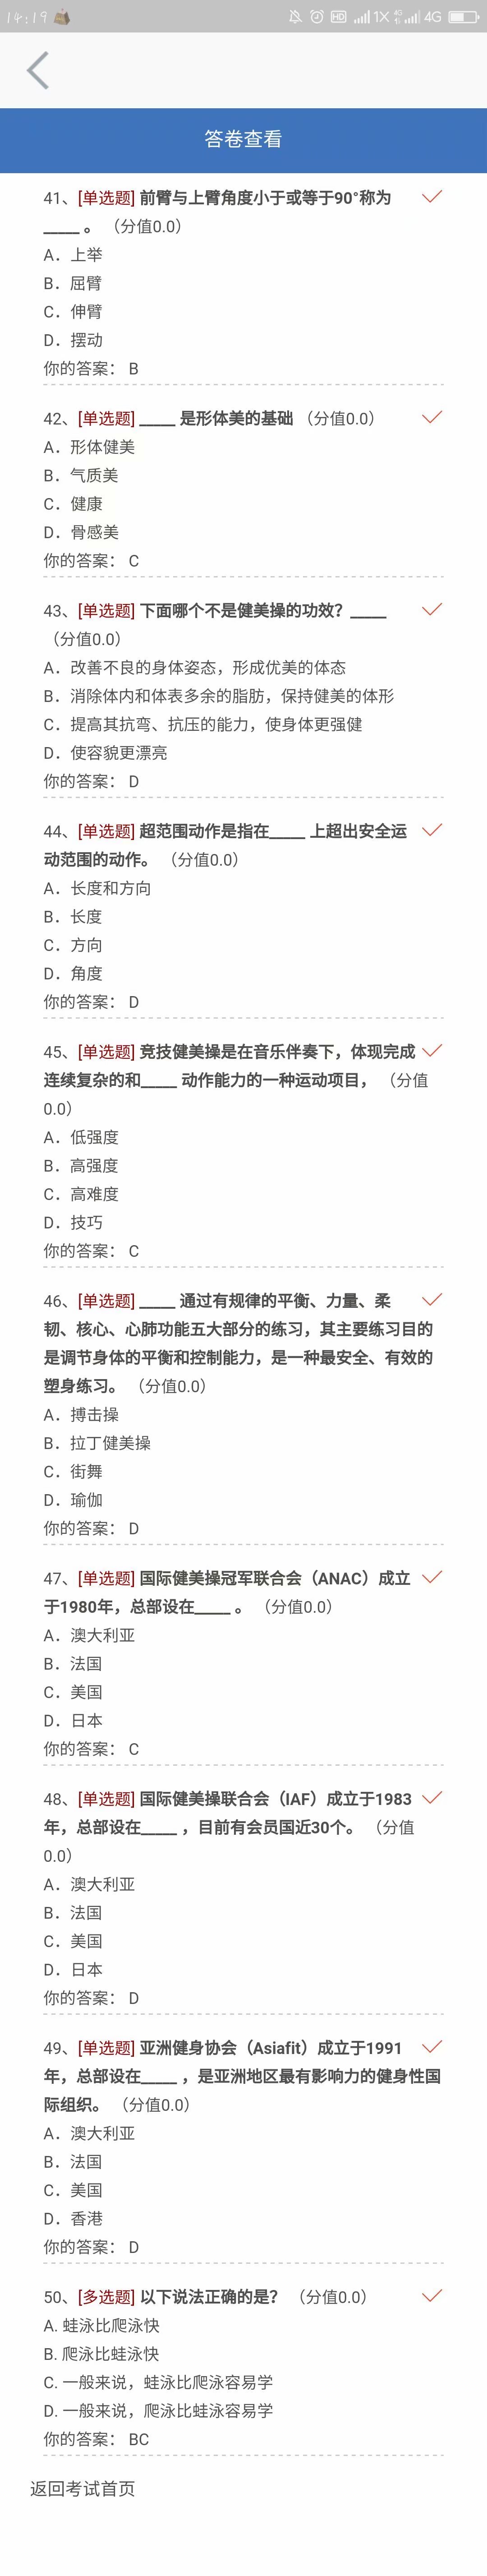 14:19 HD 1X 4G 4G
答卷查看
41、[单选题] 前臂与上臂角度小于或等于90°称为
____ 。 （分值0.0）
A. 上举
B. 屈臂
C. 伸臂
D. 摆动
你的答案： B
42、[单选题] ____ 是形体美的基础 （分值0.0）
A. 形体健美
B. 气质美
C. 健康
D. 骨感美
你的答案： C
43、[单选题] 下面哪个不是健美操的功效？____
（分值0.0）
A. 改善不良的身体姿态，形成优美的体态
B. 消除体内和体表多余的脂肪，保持健美的体形
C. 提高其抗弯、抗压的能力，使身体更强健
D. 使容貌更漂亮
你的答案： D
44、[单选题] 超范围动作是指在____ 上超出安全运
动范围的动作。 （分值0.0）
A. 长度和方向
B. 长度
C. 方向
D. 角度
你的答案： D
45、[单选题] 竞技健美操是在音乐伴奏下，体现完成
连续复杂的和____ 动作能力的一种运动项目， （分值
0.0）
A. 低强度
B. 高强度
C. 高难度
D. 技巧
你的答案： C
46、[单选题] ____ 通过有规律的平衡、力量、柔
韧、核心、心肺功能五大部分的练习，其主要练习目的
是调节身体的平衡和控制能力，是一种最安全、有效的
塑身练习。 （分值0.0）
A. 搏击操
B. 拉丁健美操
C. 街舞
D. 瑜伽
你的答案： D
47、[单选题] 国际健美操冠军联合会（ANAC）成立
于1980年，总部设在____ 。 （分值0.0）
A. 澳大利亚
B. 法国
C. 美国
D. 日本
你的答案： C
48、[单选题] 国际健美操联合会（IAF）成立于1983
年，总部设在____ ，目前有会员国近30个。 （分值
0.0）
A. 澳大利亚
B. 法国
C. 美国
D. 日本
你的答案： D
49、[单选题] 亚洲健身协会（Asiafit）成立于1991
年，总部设在____ ，是亚洲地区最有影响力的健身性国
际组织。 （分值0.0）
A. 澳大利亚
B. 法国
C. 美国
D. 香港
你的答案： D
50、[多选题] 以下说法正确的是？ （分值0.0）
A. 蛙泳比爬泳快
B. 爬泳比蛙泳快
C. 一般来说，蛙泳比爬泳容易学
D. 一般来说，爬泳比蛙泳容易学
你的答案： BC
返回考试首页